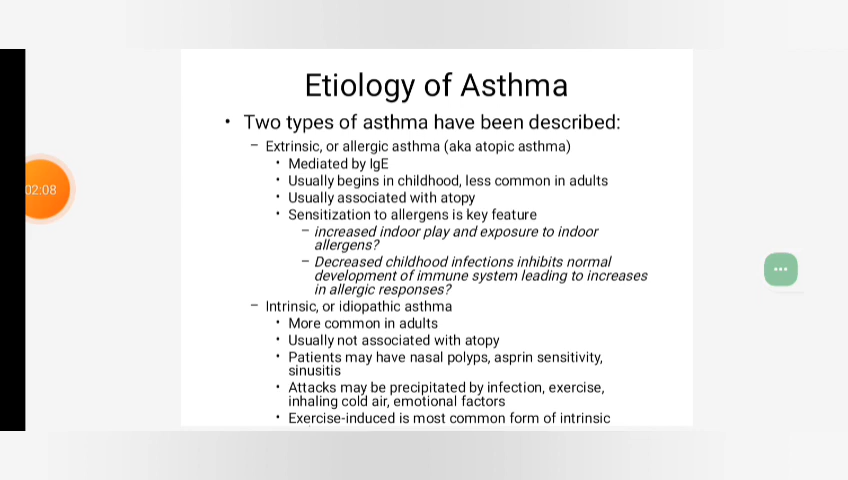 Etiology of Asthma
• Two types of asthma have been described:
– Extrinsic, or allergic asthma (aka atopic asthma)
• Mediated by IgE
• Usually begins in childhood, less common in adults
• Usually associated with atopy
• Sensitization to allergens is key feature
– increased indoor play and exposure to indoor
allergens?
– Decreased childhood infections inhibits normal
development of immune system leading to increases
in allergic responses?
– Intrinsic, or idiopathic asthma
• More common in adults
• Usually not associated with atopy
• Patients may have nasal polyps, asprin sensitivity,
sinusitis
• Attacks may be precipitated by infection, exercise,
inhaling cold air, emotional factors
• Exercise-induced is most common form of intrinsic
02:08